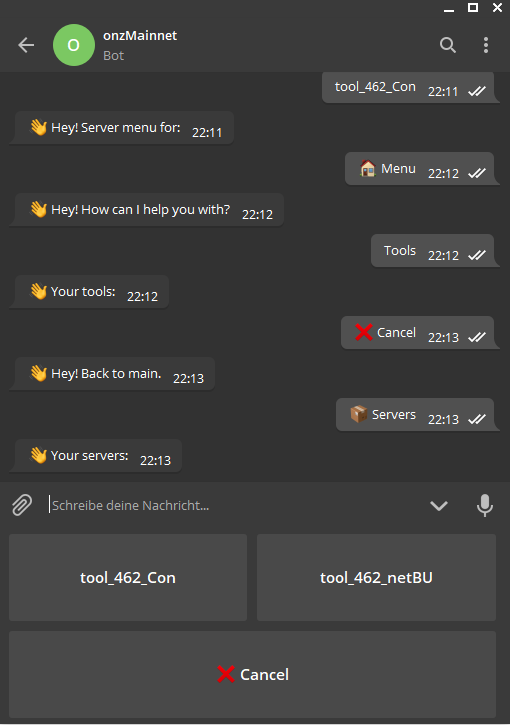 onzMainnet
O
Bot
tool_462_Con 22:11
👋 Hey! Server menu for: 22:11
🏠 Menu 22:12
👋 Hey! How can I help you with? 22:12
Tools 22:12
👋 Your tools: 22:12
❌ Cancel 22:13
👋 Hey! Back to main. 22:13
📦 Servers 22:13
👋 Your servers: 22:13
Schreibe deine Nachricht...
tool_462_Con tool_462_netBU
❌ Cancel